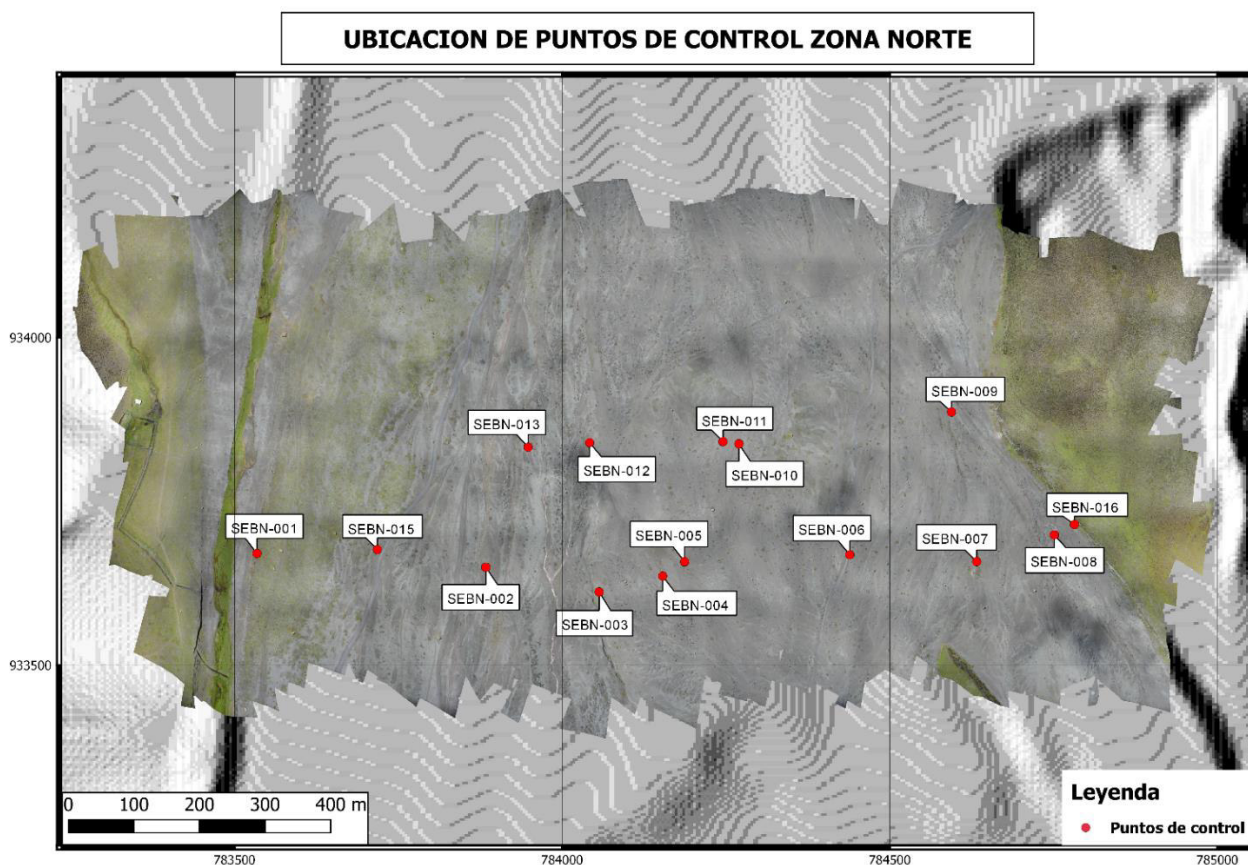 UBICACION DE PUNTOS DE CONTROL ZONA NORTE
934000
SEBN-009
SEBN-013
SEBN-011
SEBN-012
SEBN-010
SEBN-016
SEBN-001
SEBN-015
SEBN-005
SEBN-006
SEBN-007
SEBN-008
SEBN-002
SEBN-004
SEBN-003
933500
0 100 200 300 400 m
Leyenda
Puntos de control
783500 784000 784500 785000